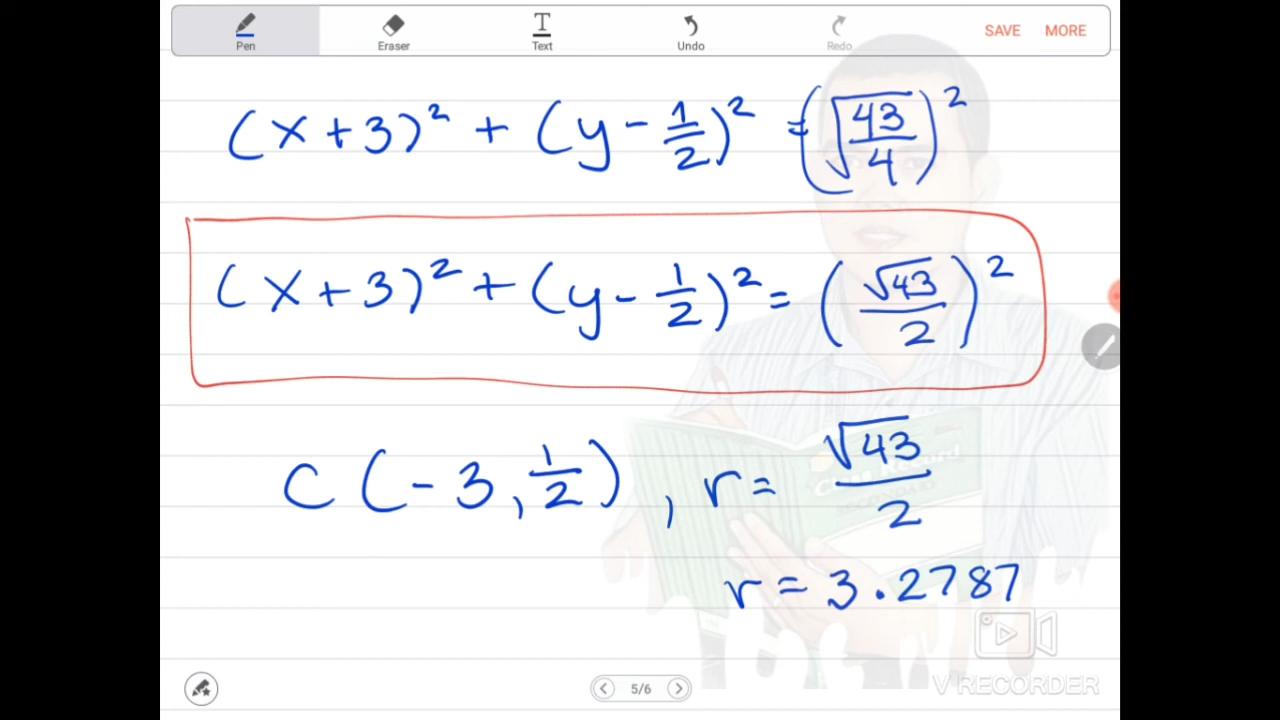 Pen Eraser Text Undo Redo SAVE MORE
(x+3)² + (y-1/2)² = (√(43/4))²
(x+3)² + (y-1/2)² = (√43/2)²
C(-3, 1/2), r = √43/2
r = 3.2787
5/6
V RECORDER